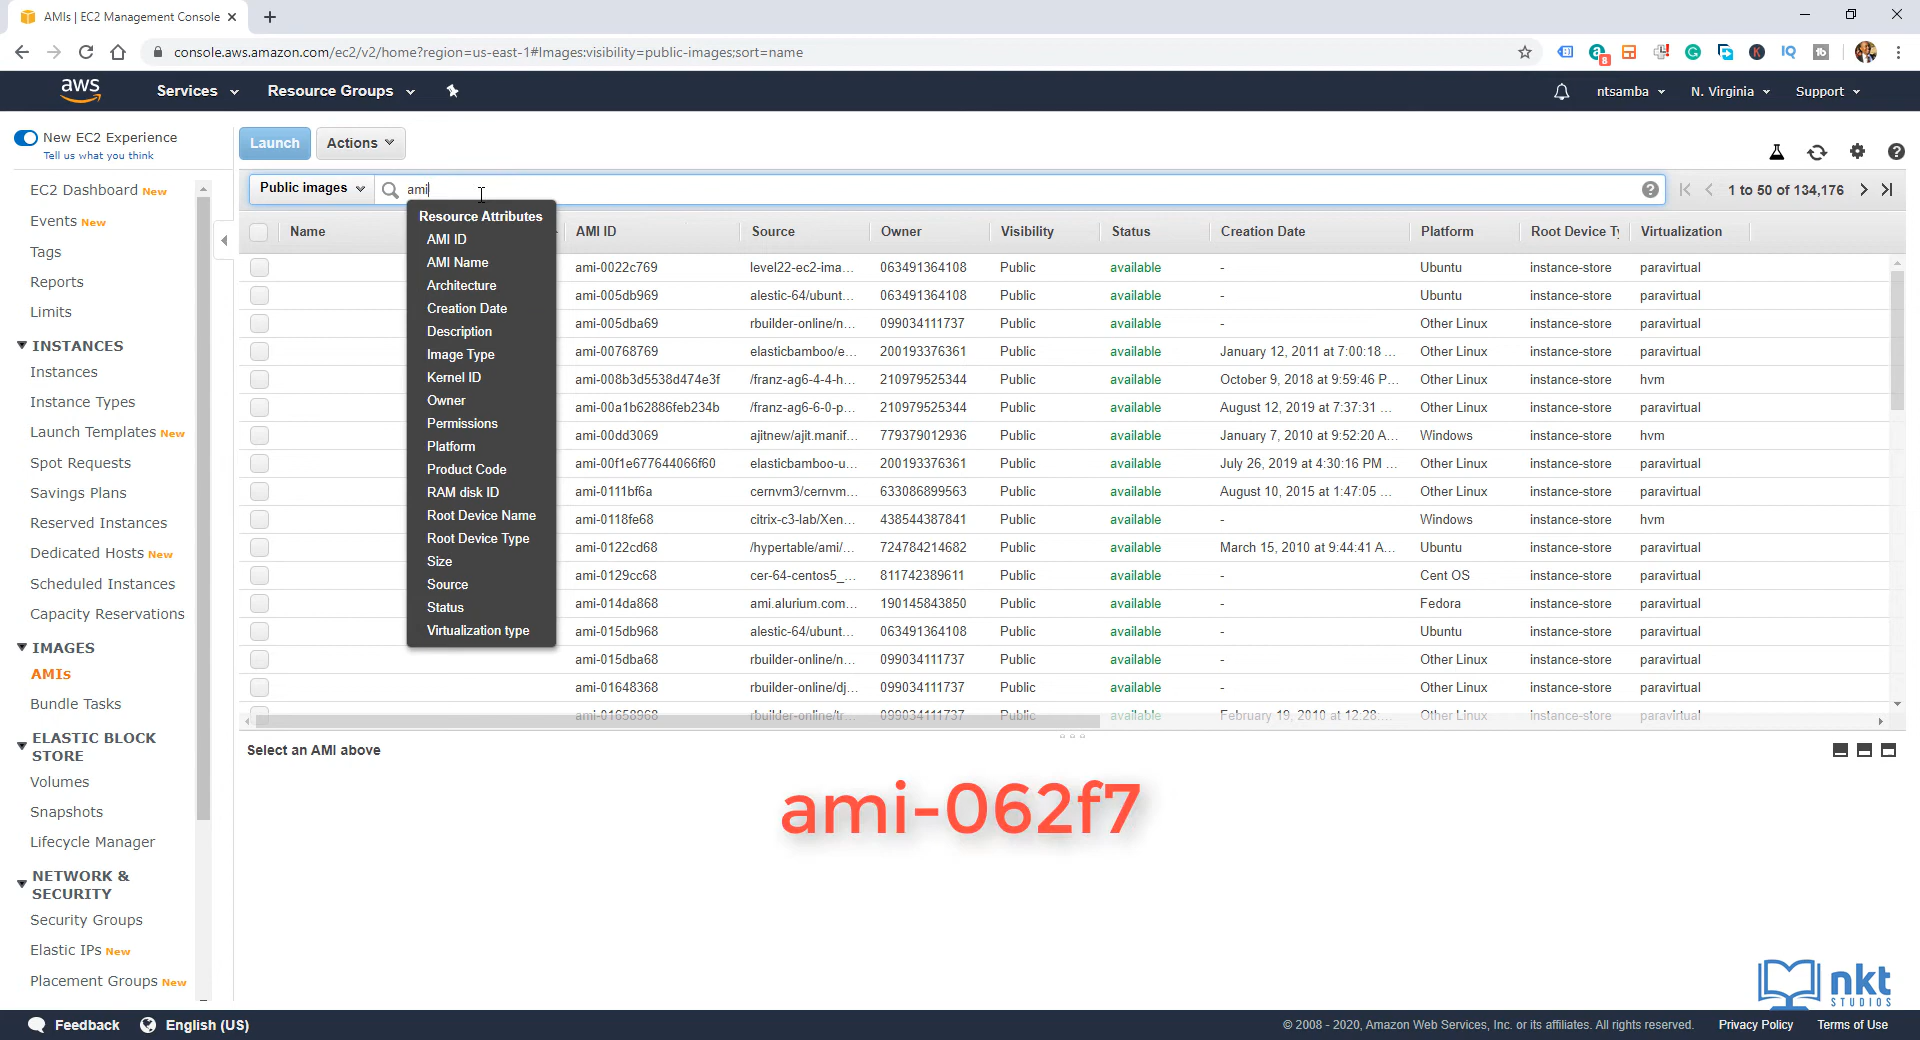 AMIs | EC2 Management Console
console.aws.amazon.com/ec2/v2/home?region=us-east-1#Images:visibility=public-images;sort=name
8
IQ
tb
aws Services Resource Groups ntsamba N. Virginia Support
New EC2 Experience
Tell us what you think
EC2 Dashboard New
Events New
Tags
Reports
Limits
INSTANCES
Instances
Instance Types
Launch Templates New
Spot Requests
Savings Plans
Reserved Instances
Dedicated Hosts New
Scheduled Instances
Capacity Reservations
IMAGES
AMIs
Bundle Tasks
ELASTIC BLOCK
STORE
Volumes
Snapshots
Lifecycle Manager
NETWORK &
SECURITY
Security Groups
Elastic IPs New
Placement Groups New
Launch Actions
Public images ami 1 to 50 of 134,176
Resource Attributes
AMI ID
AMI Name
Architecture
Creation Date
Description
Image Type
Kernel ID
Owner
Permissions
Platform
Product Code
RAM disk ID
Root Device Name
Root Device Type
Size
Source
Status
Virtualization type
Name AMI ID Source Owner Visibility Status Creation Date Platform Root Device Ty Virtualization
ami-0022c769 level22-ec2-ima... 063491364108 Public available - Ubuntu instance-store paravirtual
ami-005db969 alestic-64/ubunt... 063491364108 Public available - Ubuntu instance-store paravirtual
ami-005dba69 rbuilder-online/n... 099034111737 Public available - Other Linux instance-store paravirtual
ami-00768769 elasticbamboo/e... 200193376361 Public available January 12, 2011 at 7:00:18 ... Other Linux instance-store paravirtual
ami-008b3d5538d474e3f /franz-ag6-4-4-h... 210979525344 Public available October 9, 2018 at 9:59:46 P... Other Linux instance-store hvm
ami-00a1b62886feb234b /franz-ag6-6-0-p... 210979525344 Public available August 12, 2019 at 7:37:31 ... Other Linux instance-store paravirtual
ami-00dd3069 ajitnew/ajit.manif... 779379012936 Public available January 7, 2010 at 9:52:20 A... Windows instance-store hvm
ami-00f1e677644066f60 elasticbamboo-u... 200193376361 Public available July 26, 2019 at 4:30:16 PM ... Other Linux instance-store paravirtual
ami-0111bf6a cernvm3/cernvm... 633086899563 Public available August 10, 2015 at 1:47:05 ... Other Linux instance-store paravirtual
ami-0118fe68 citrix-c3-lab/Xen... 438544387841 Public available - Windows instance-store hvm
ami-0122cd68 /hypertable/ami/... 724784214682 Public available March 15, 2010 at 9:44:41 A... Ubuntu instance-store paravirtual
ami-0129cc68 cer-64-centos5_... 811742389611 Public available - Cent OS instance-store paravirtual
ami-014da868 ami.alurium.com... 190145843850 Public available - Fedora instance-store paravirtual
ami-015db968 alestic-64/ubunt... 063491364108 Public available - Ubuntu instance-store paravirtual
ami-015dba68 rbuilder-online/n... 099034111737 Public available - Other Linux instance-store paravirtual
ami-01648368 rbuilder-online/dj... 099034111737 Public available - Other Linux instance-store paravirtual
ami-01658968 rbuilder-online/tr... 099034111737 Public available February 19, 2010 at 12:28:... Other Linux instance-store paravirtual
Select an AMI above
ami-062f7
nkt
STUDIOS
Feedback English (US) © 2008 - 2020, Amazon Web Services, Inc. or its affiliates. All rights reserved. Privacy Policy Terms of Use